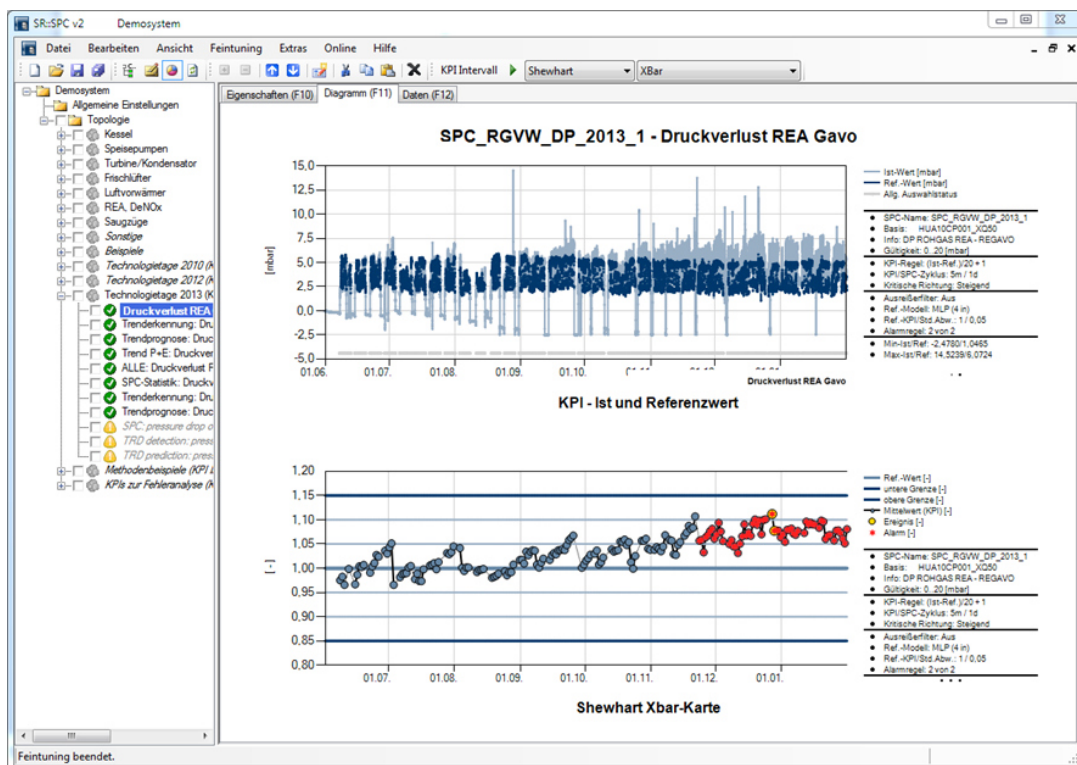 SR::SPC v2 Demosystem
Datei Bearbeiten Ansicht Feintuning Extras Online Hilfe
KPI Intervall Shewhart XBar
Demosystem
Allgemeine Einstellungen
Topologie
Kessel
Speisepumpen
Turbine/Kondensator
Frischlüfter
Luftvorwärmer
REA, DeNOx
Saugzüge
Sonstige
Beispiele
Technologietage 2010 (K
Technologietage 2012 (K
Technologietage 2013 (K
Druckverlust REA
Trenderkennung: Druc
Trendprognose: Druc
Trend P+E: Druckver
ALLE: Druckverlust F
SPC-Statistik: Druckv
Trenderkennung: Druc
Trendprognose: Druc
SPC: pressure drop o
TRD detection: press
TRD prediction: press
Methodenbeispiele (KPI
KPIs zur Fehleranalyse (K
Eigenschaften (F10) Diagramm (F11) Daten (F12)
SPC_RGVW_DP_2013_1 - Druckverlust REA Gavo
15,0
12,5
10,0
7,5
5,0
2,5
0,0
-2,5
-5,0
[mbar]
01.06. 01.07. 01.08. 01.09. 01.10.
Druckverlust REA Gavo
KPI - Ist und Referenzwert
Ist-Wert [mbar]
Ref.-Wert [mbar]
Allg. Auswahlstatus
SPC-Name: SPC_RGVW_DP_2013_1
Basis: HUA10CP001_XQ50
Info: DP ROHGAS REA - REGAVO
Gültigkeit: 0..20 [mbar]
KPI-Regel: (Ist-Ref.)/20 + 1
KPI/SPC-Zyklus: 5m / 1d
Kritische Richtung: Steigend
Ausreißerfilter: Aus
Ref.-Modell: MLP (4 in)
Ref.-KPI/Std.Abw.: 1 / 0,05
Alarmregel: 2 von 2
Min-Ist/Ref: -2,4780/1,0465
Max-Ist/Ref: 14,5239/6,0724
1,20
1,15
1,10
1,05
1,00
0,95
0,90
0,85
0,80
[ - ]
01.07. 01.08. 01.09. 01.10. 01.11. 01.12. 01.01.
Shewhart Xbar-Karte
Ref.-Wert [-]
untere Grenze [-]
obere Grenze [-]
Mittelwert (KPI) [-]
Ereignis [-]
Alarm [-]
SPC-Name: SPC_RGVW_DP_2013_1
Basis: HUA10CP001_XQ50
Info: DP ROHGAS REA - REGAVO
Gültigkeit: 0..20 [mbar]
KPI-Regel: (Ist-Ref.)/20 + 1
KPI/SPC-Zyklus: 5m / 1d
Kritische Richtung: Steigend
Ausreißerfilter: Aus
Ref.-Modell: MLP (4 in)
Ref.-KPI/Std.Abw.: 1 / 0,05
Alarmregel: 2 von 2
Feintuning beendet.